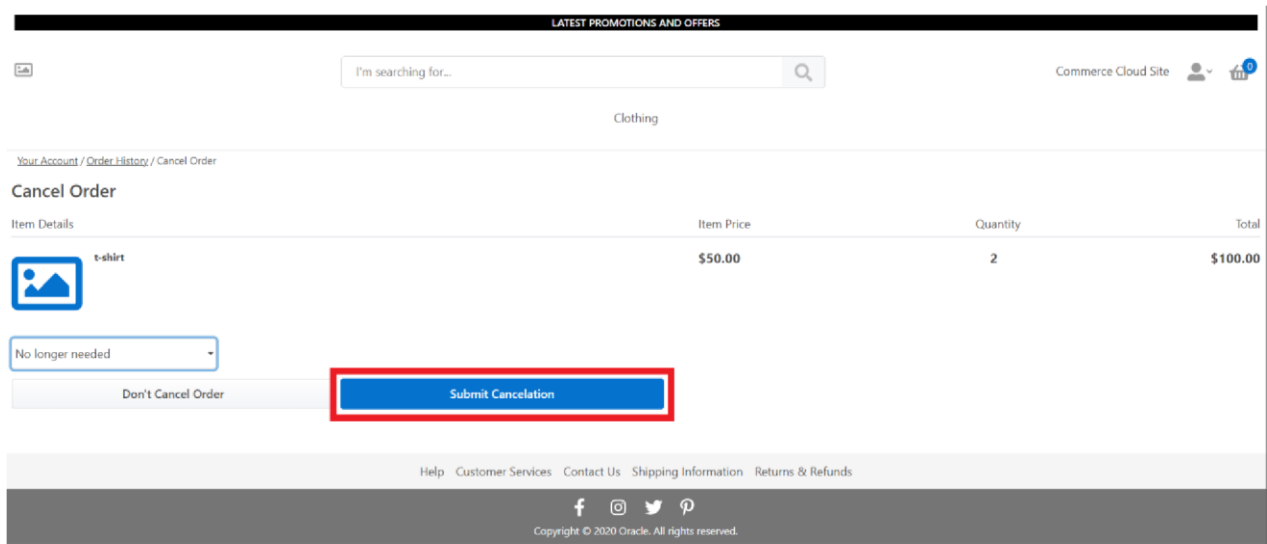 LATEST PROMOTIONS AND OFFERS
I'm searching for...
Commerce Cloud Site
0
Clothing
Your Account / Order History / Cancel Order
Cancel Order
Item Details Item Price Quantity Total
t-shirt $50.00 2 $100.00
No longer needed
Don't Cancel Order Submit Cancelation
Help Customer Services Contact Us Shipping Information Returns & Refunds
Copyright © 2020 Oracle. All rights reserved.